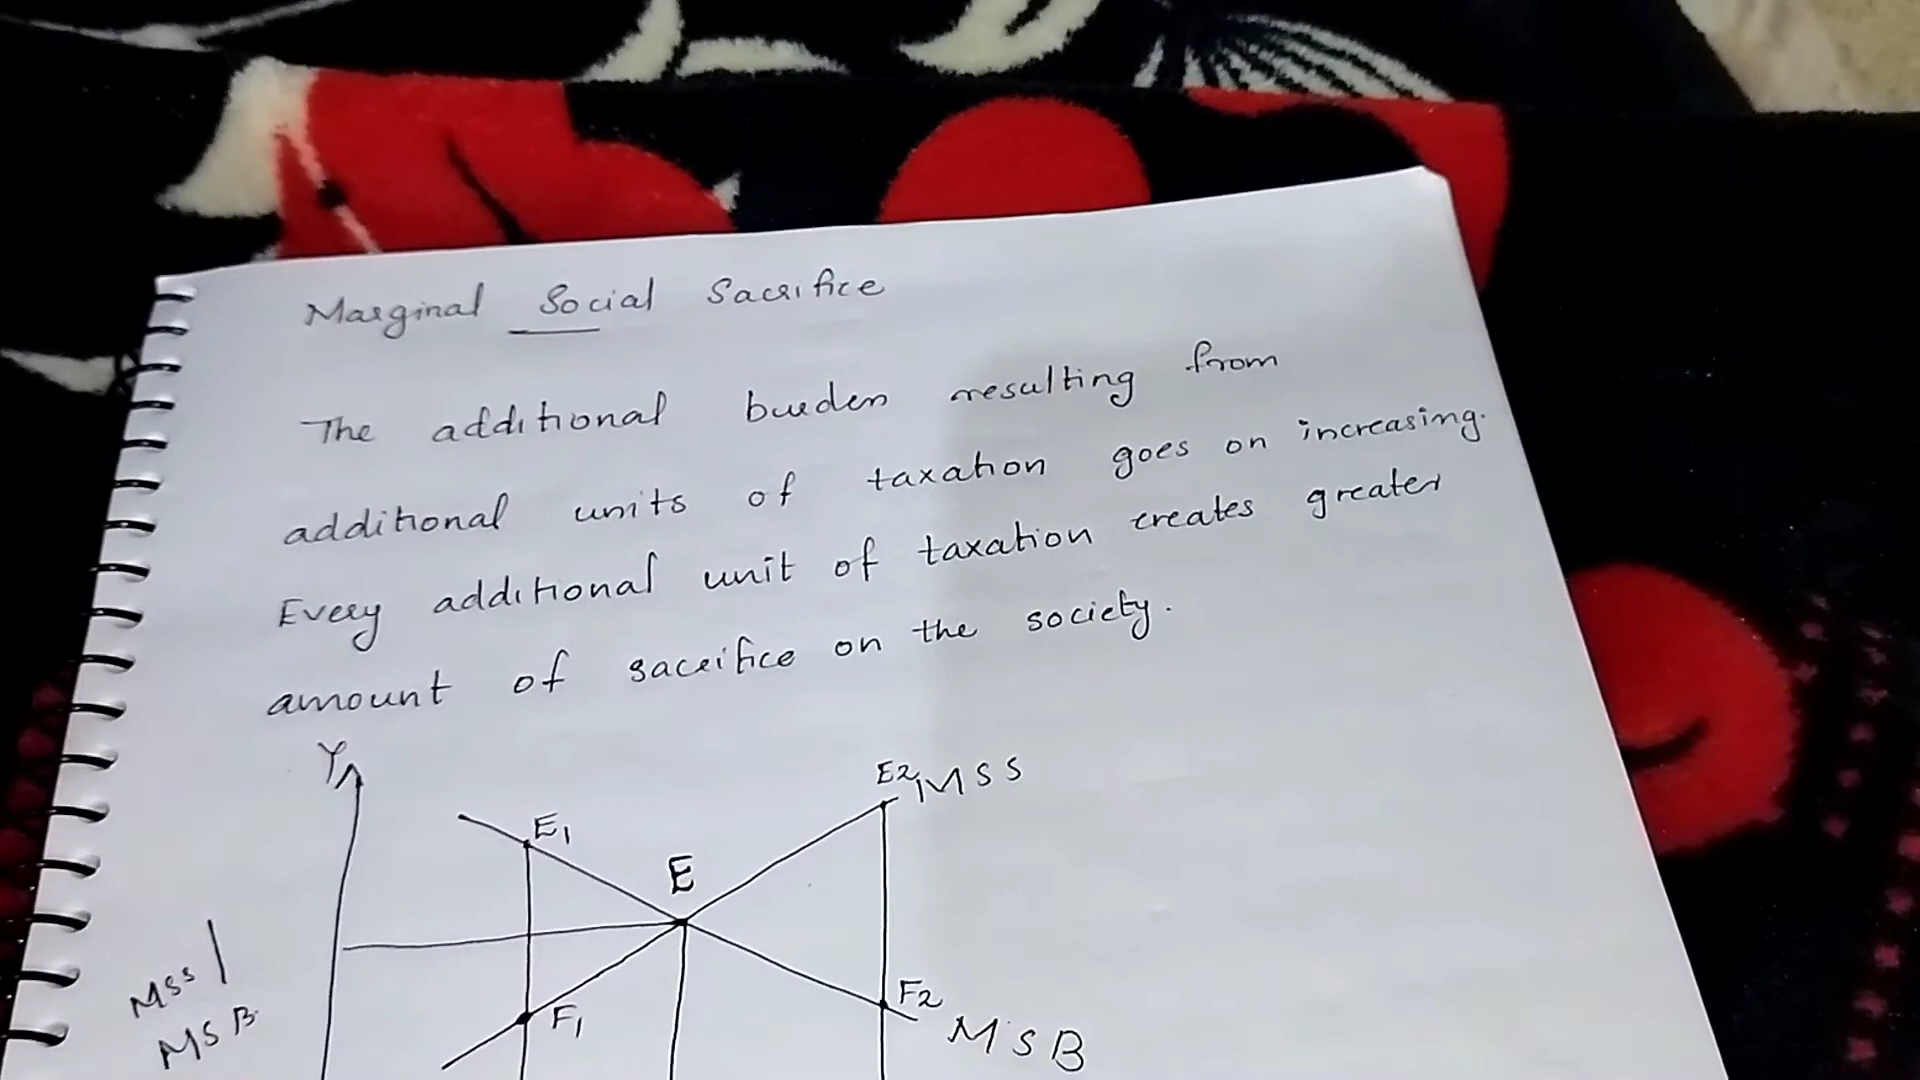 Marginal Social Sacrifice
The additional burden resulting from
additional units of taxation goes on increasing.
Every additional unit of taxation creates greater
amount of sacrifice on the society.
Y
E2 MSS
E1
E
MSS /
MSB
F1
F2
MSB